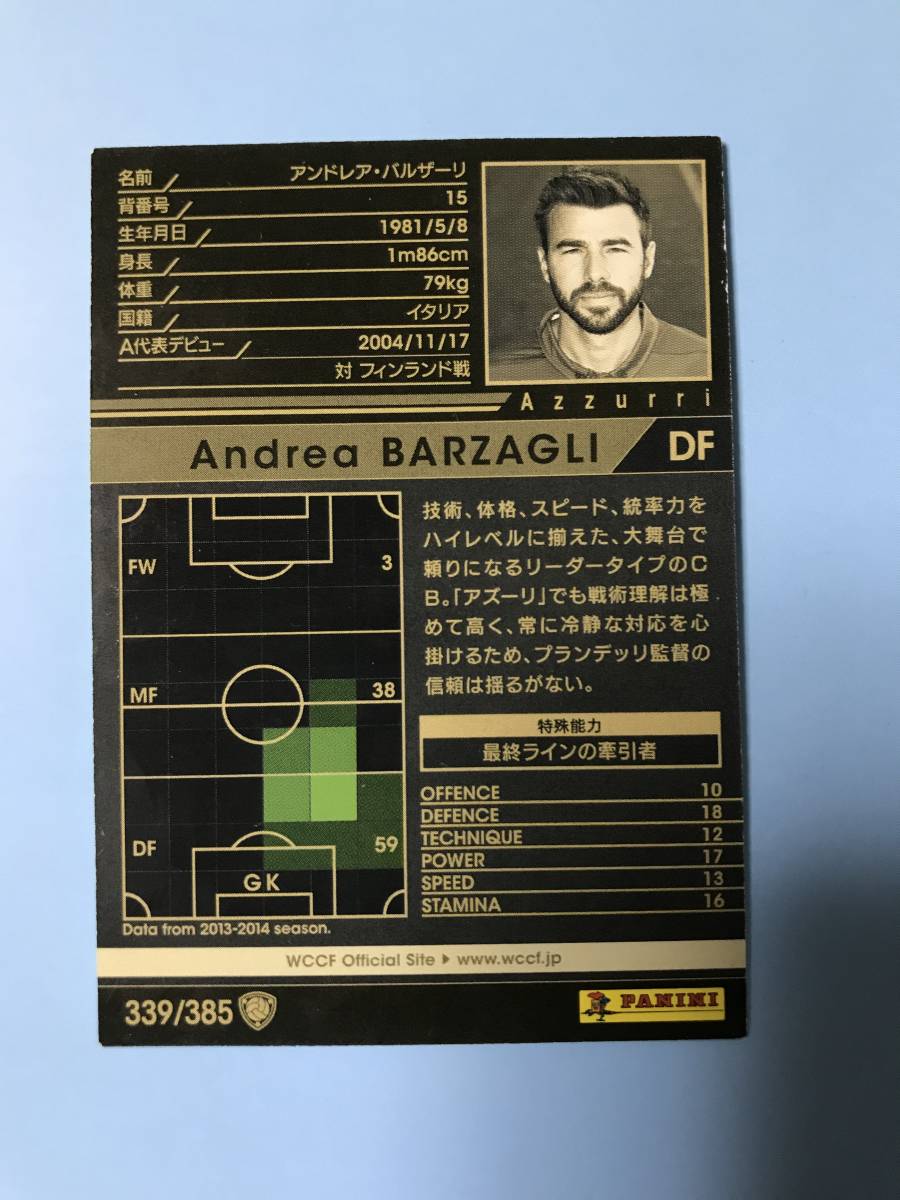 名前 アンドレア・バルザーリ
背番号 15
生年月日 1981/5/8
身長 1m86cm
体重 79kg
国籍 イタリア
A代表デビュー 2004/11/17
対 フィンランド戦
Azzurri
Andrea BARZAGLI DF
FW 3
MF 38
DF 59
GK
Data from 2013-2014 season.
技術、体格、スピード、統率力を
ハイレベルに揃えた、大舞台で
頼りになるリーダータイプのC
B。「アズーリ」でも戦術理解は極
めて高く、常に冷静な対応を心
掛けるため、プランデッリ監督の
信頼は揺るがない。
特殊能力
最終ラインの牽引者
OFFENCE 10
DEFENCE 18
TECHNIQUE 12
POWER 17
SPEED 13
STAMINA 16
WCCF Official Site ▶ www.wccf.jp
339/385
PANINI